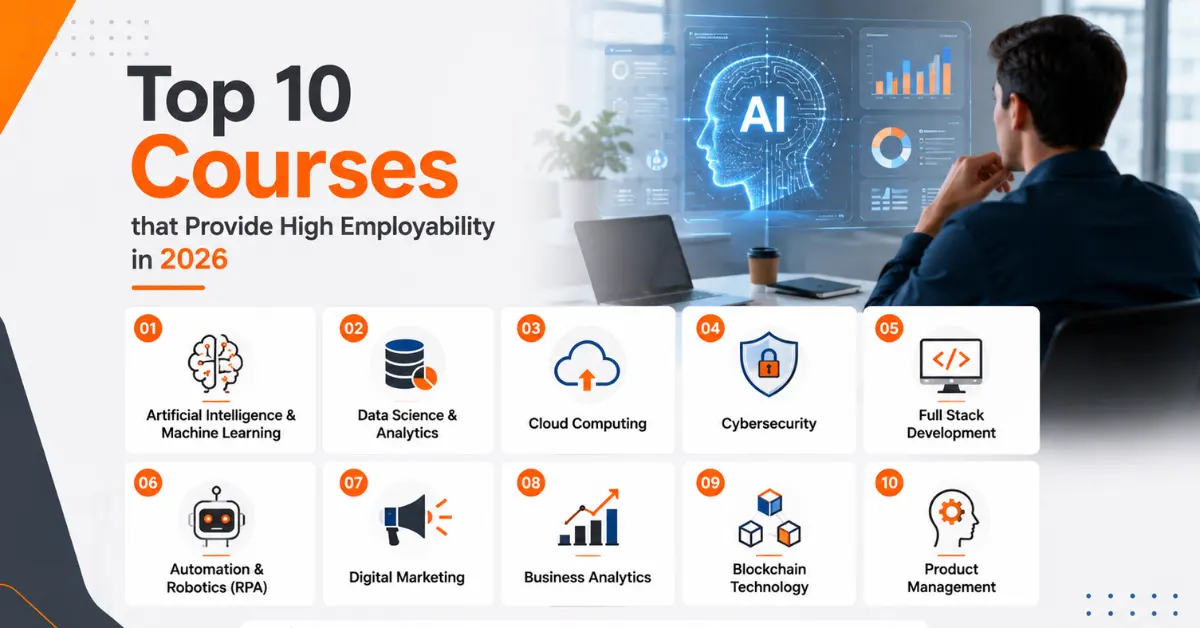 Top 10
Courses
that Provide High Employability
in 2026
AI
01
Artificial Intelligence &
Machine Learning
02
Data Science &
Analytics
03
Cloud Computing
04
Cybersecurity
05
Full Stack
Development
06
Automation &
Robotics (RPA)
07
Digital Marketing
08
Business Analytics
09
Blockchain
Technology
10
Product
Management